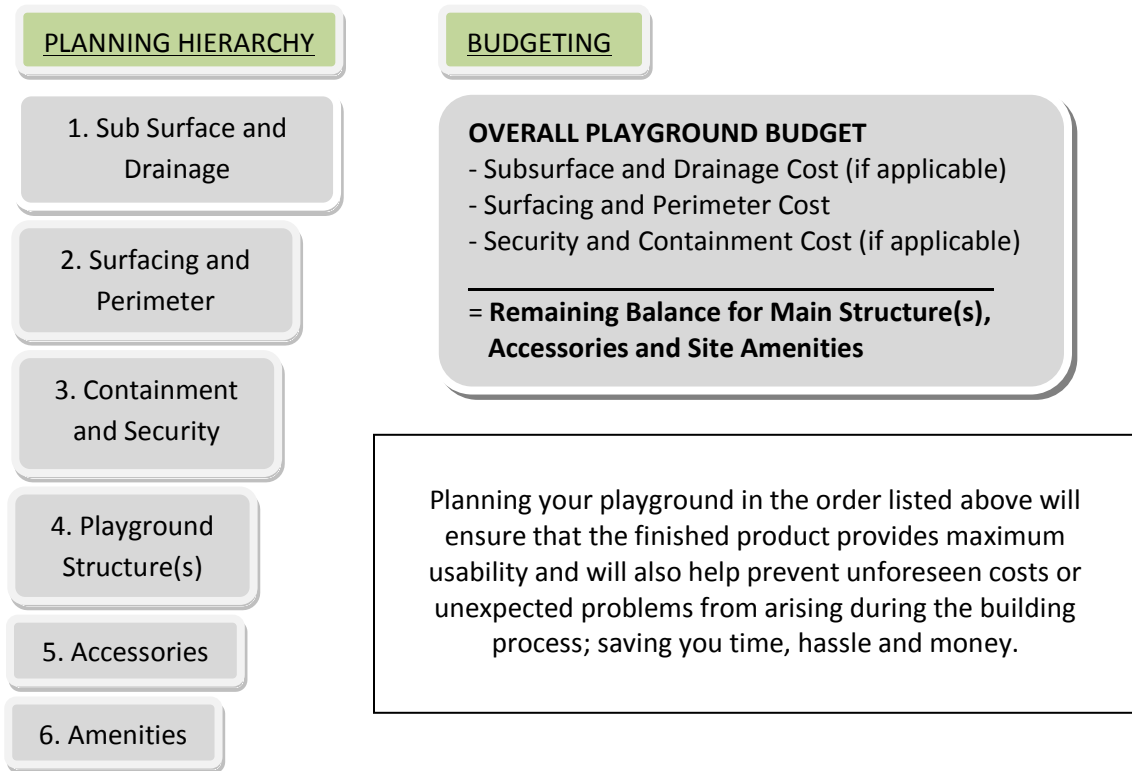 PLANNING HIERARCHY
1. Sub Surface and
Drainage
2. Surfacing and
Perimeter
3. Containment
and Security
4. Playground
Structure(s)
5. Accessories
6. Amenities
BUDGETING
OVERALL PLAYGROUND BUDGET
- Subsurface and Drainage Cost (if applicable)
- Surfacing and Perimeter Cost
- Security and Containment Cost (if applicable)
= Remaining Balance for Main Structure(s),
Accessories and Site Amenities
Planning your playground in the order listed above will
ensure that the finished product provides maximum
usability and will also help prevent unforeseen costs or
unexpected problems from arising during the building
process; saving you time, hassle and money.